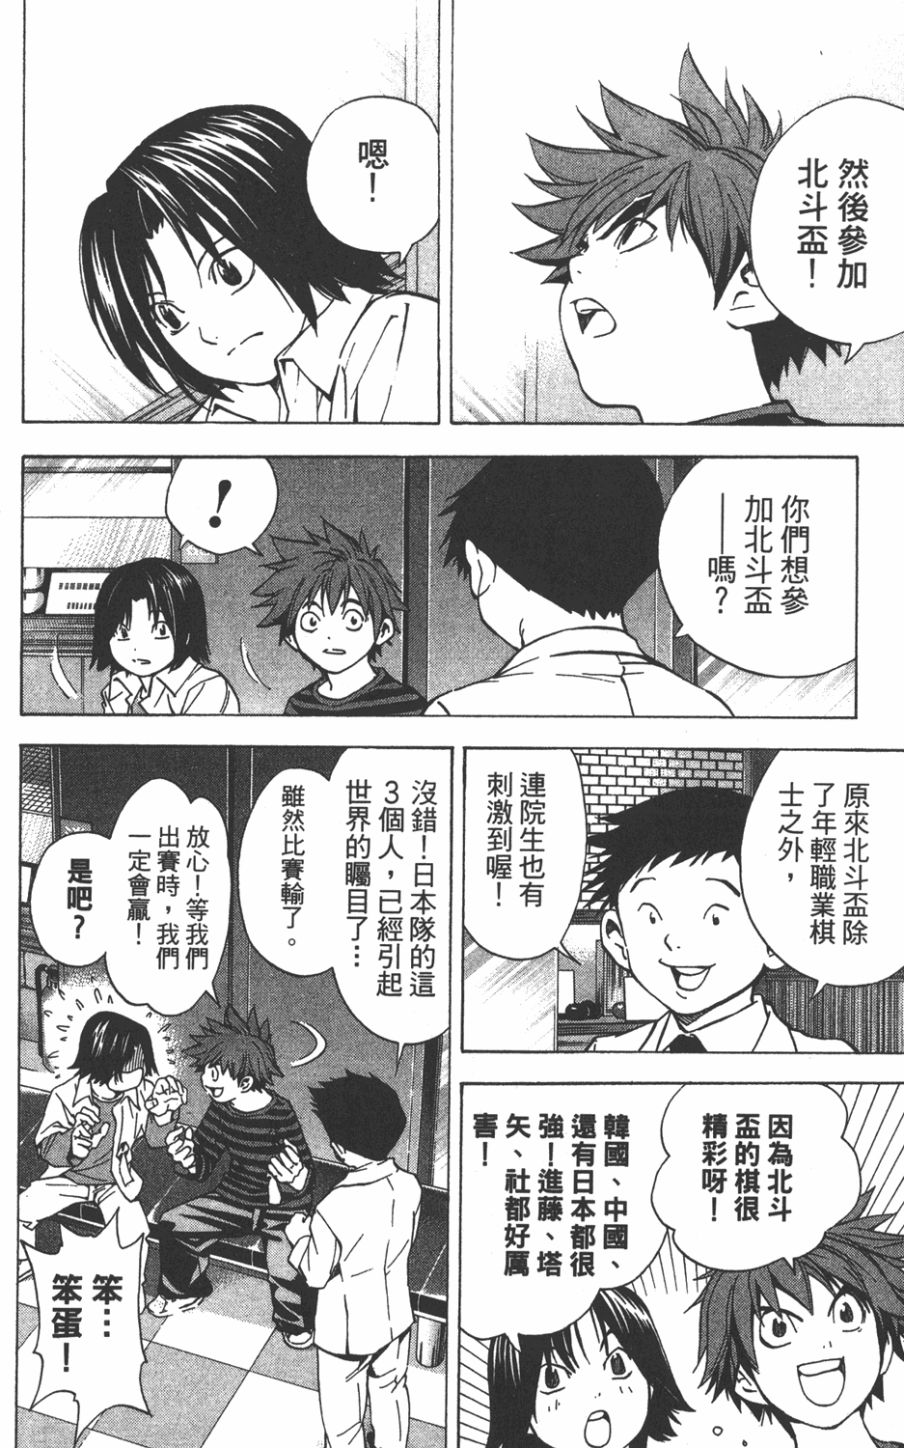 然後參加
北斗盃！
嗯！
你們想參
加北斗盃
——嗎？
！
原來北斗盃除
了年輕職業棋
士之外，
連院生也有
刺激到喔！
因為北斗
盃的棋很
精彩呀！
韓國、中國、
還有日本都很
強！進藤、塔
矢、社都好厲
害！
沒錯！日本隊的這
３個人，已經引起
世界的矚目了…
雖然比賽輸了。
放心！等我們
出賽時，我們
一定會贏！
是吧？
笨…
笨蛋！